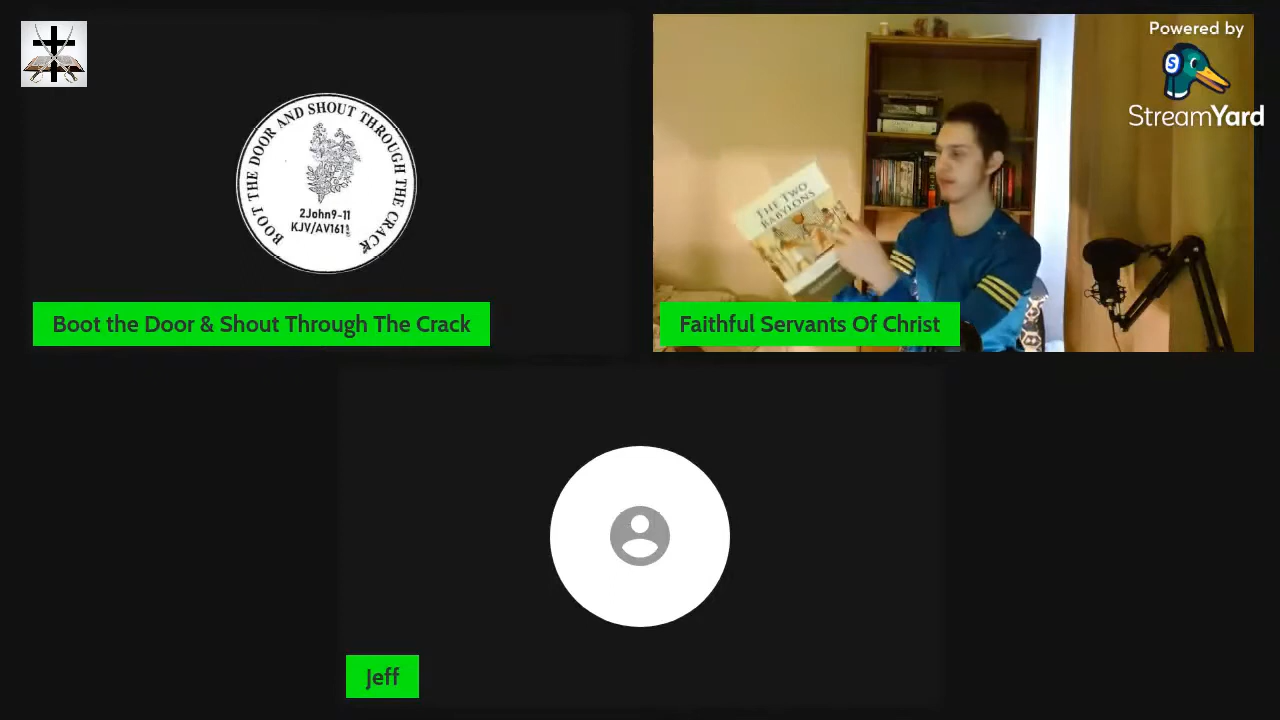 BOOT THE DOOR AND SHOUT THROUGH THE CRACK
2John9-11
KJV/AV1611
Boot the Door & Shout Through The Crack
THE TWO
BABYLONS
Powered by
S
StreamYard
Faithful Servants Of Christ
Jeff